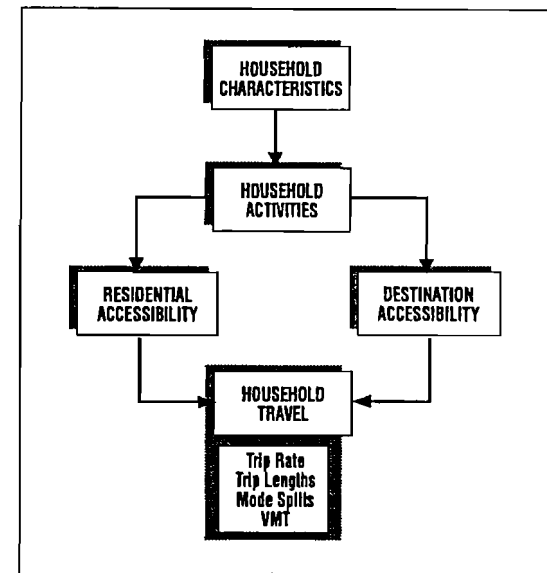 HOUSEHOLD
CHARACTERISTICS
HOUSEHOLD
ACTIVITIES
RESIDENTIAL
ACCESSIBILITY
DESTINATION
ACCESSIBILITY
HOUSEHOLD
TRAVEL
Trip Rate
Trip Lengths
Mode Splits
VMT